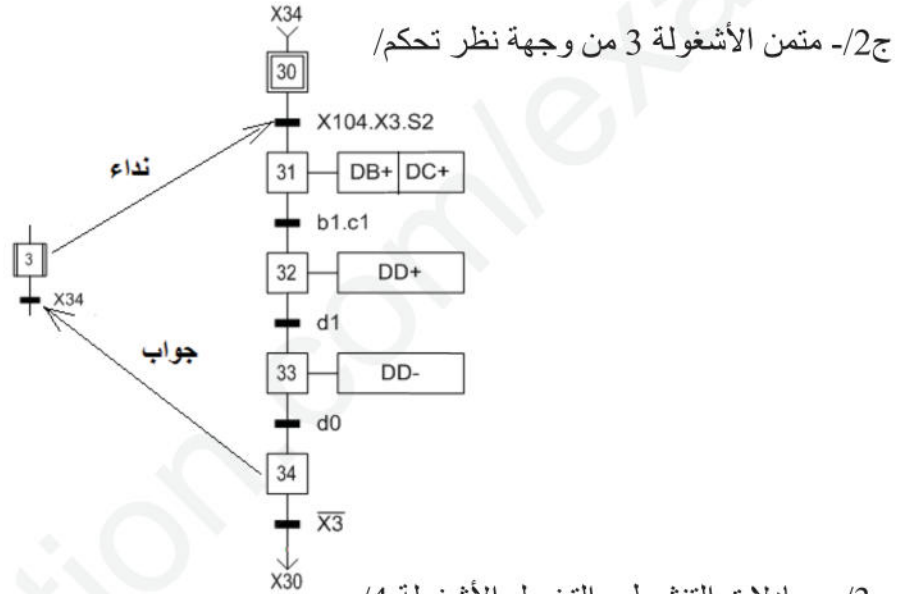 ج2/- متمن الأشغولة 3 من وجهة نظر تحكم/
X34
30
X104.X3.S2
نداء
31 DB+ DC+
b1.c1
3
32 DD+
X34
d1
جواب
33 DD-
d0
34
X3̅
X30